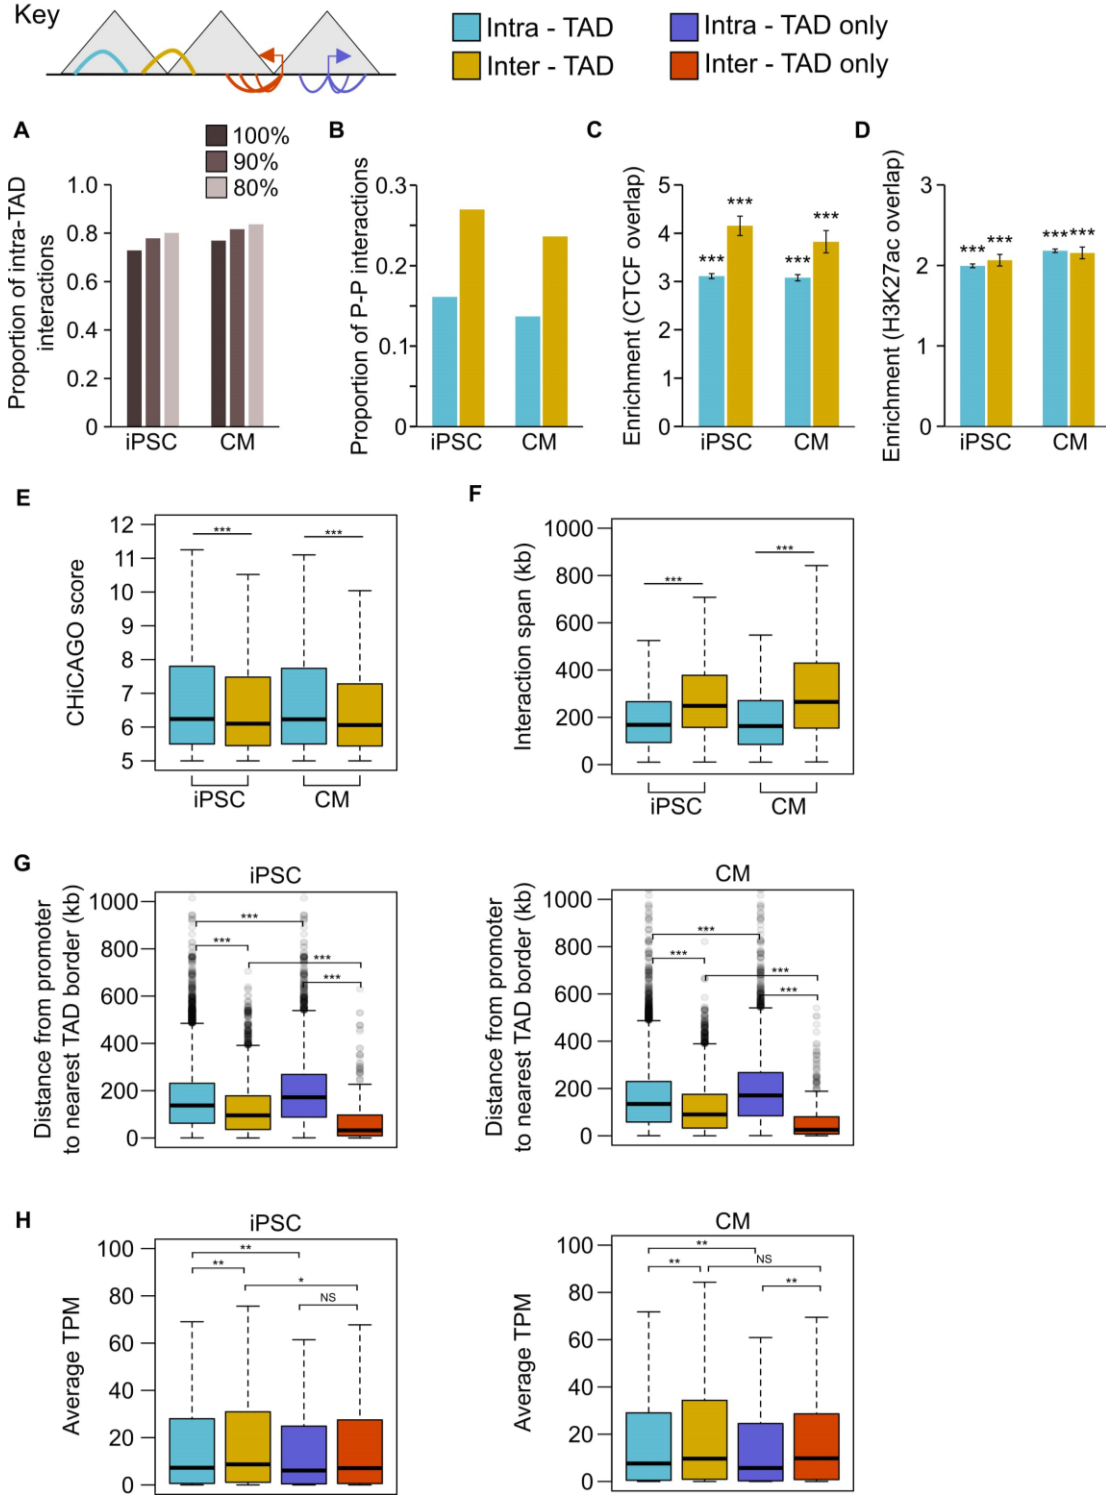 Key
Intra - TAD
Intra - TAD only
Inter - TAD
Inter - TAD only
A
100%
90%
80%
Proportion of intra-TAD
interactions
1.0
0.8
0.6
0.4
0.2
0
iPSC
CM
B
Proportion of P-P interactions
0.3
0.2
0.1
0
iPSC
CM
C
Enrichment (CTCF overlap)
5
4
3
2
1
0
***
***
***
***
iPSC
CM
D
Enrichment (H3K27ac overlap)
3
2
1
0
***
***
***
***
iPSC
CM
E
CHiCAGO score
12
11
10
9
8
7
6
5
***
***
iPSC
CM
F
Interaction span (kb)
1000
800
600
400
200
0
***
***
iPSC
CM
G
iPSC
Distance from promoter
to nearest TAD border (kb)
1000
800
600
400
200
0
***
***
***
***
CM
Distance from promoter
to nearest TAD border (kb)
1000
800
600
400
200
0
***
***
***
***
H
iPSC
Average TPM
100
80
60
40
20
0
**
**
*
NS
CM
Average TPM
100
80
60
40
20
0
**
**
NS
**